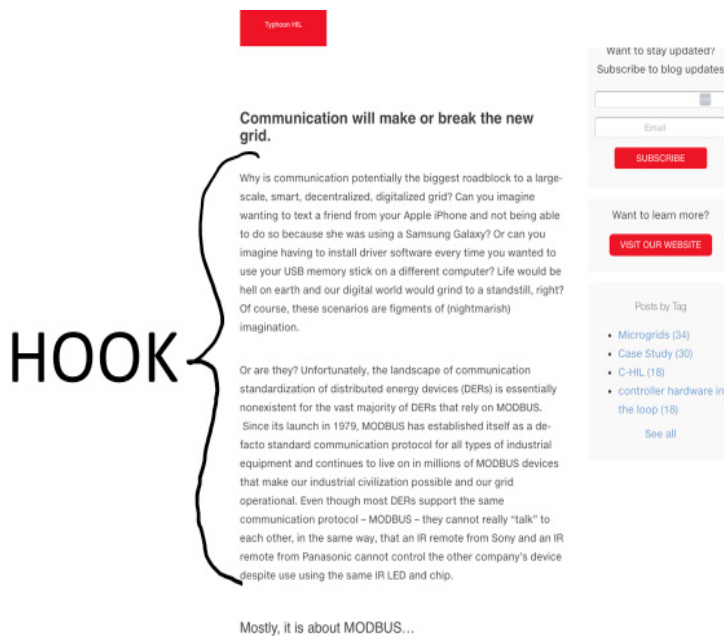 Typhoon HIL
Communication will make or break the new
grid.
Why is communication potentially the biggest roadblock to a large-
scale, smart, decentralized, digitalized grid? Can you imagine
wanting to text a friend from your Apple iPhone and not being able
to do so because she was using a Samsung Galaxy? Or can you
imagine having to install driver software every time you wanted to
use your USB memory stick on a different computer? Life would be
hell on earth and our digital world would grind to a standstill, right?
Of course, these scenarios are figments of (nightmarish)
imagination.
HOOK
Or are they? Unfortunately, the landscape of communication
standardization of distributed energy devices (DERs) is essentially
nonexistent for the vast majority of DERs that rely on MODBUS.
Since its launch in 1979, MODBUS has established itself as a de-
facto standard communication protocol for all types of industrial
equipment and continues to live on in millions of MODBUS devices
that make our industrial civilization possible and our grid
operational. Even though most DERs support the same
communication protocol – MODBUS – they cannot really “talk” to
each other, in the same way, that an IR remote from Sony and an IR
remote from Panasonic cannot control the other company's device
despite use using the same IR LED and chip.
Mostly, it is about MODBUS…
Want to stay updated?
Subscribe to blog updates
Email
SUBSCRIBE
Want to learn more?
VISIT OUR WEBSITE
Posts by Tag
• Microgrids (34)
• Case Study (30)
• C-HIL (18)
• controller hardware in
the loop (18)
See all